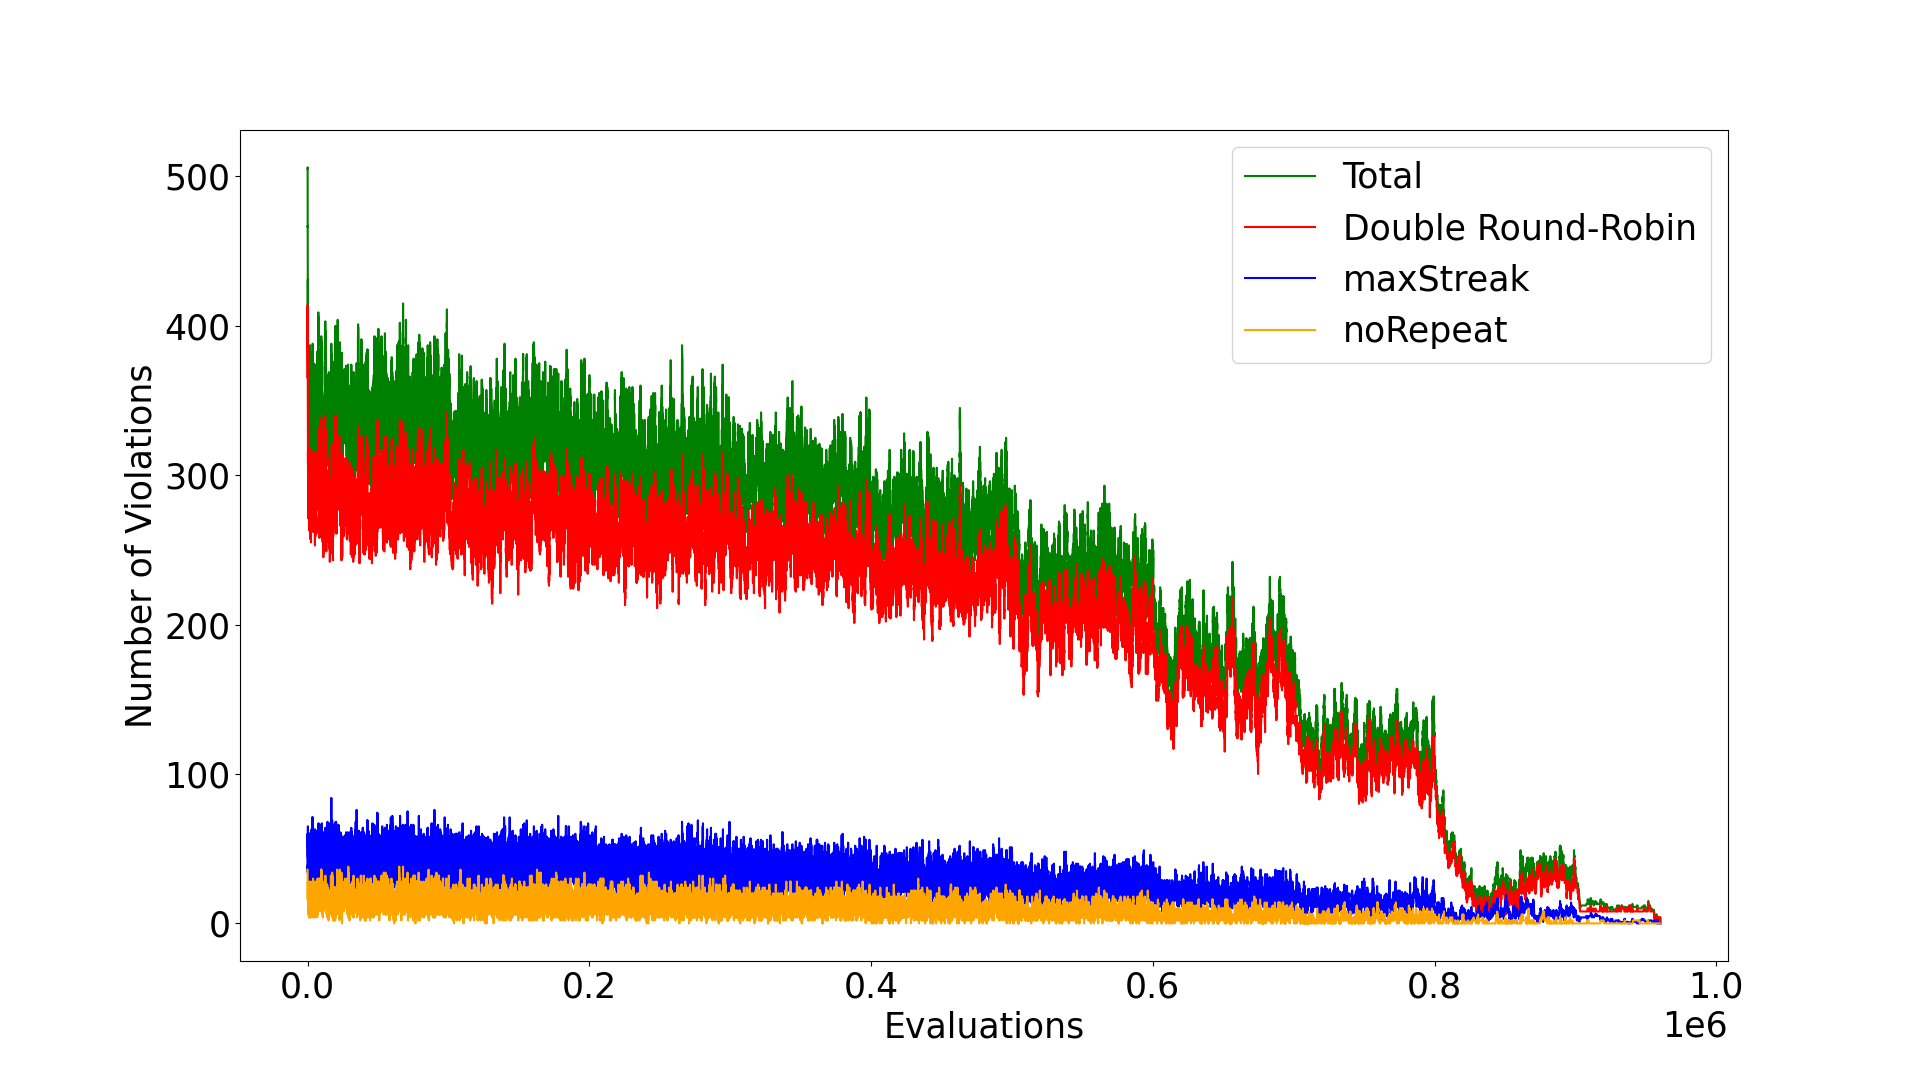 Total
Double Round-Robin
maxStreak
noRepeat
500
400
300
200
100
0
Number of Violations
0.0 0.2 0.4 0.6 0.8 1.0
Evaluations
1e6